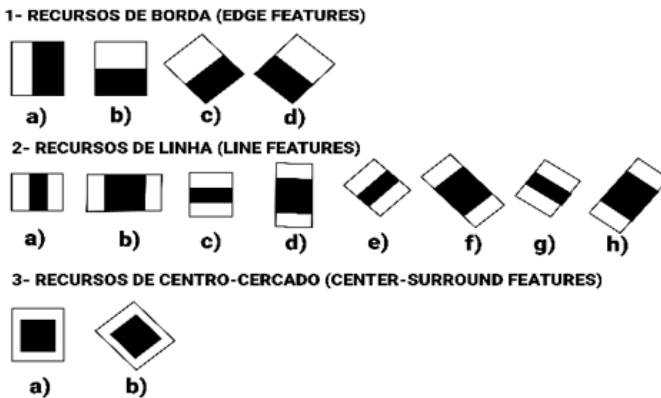 1- RECURSOS DE BORDA (EDGE FEATURES)
a) b) c) d)
2- RECURSOS DE LINHA (LINE FEATURES)
a) b) c) d) e) f) g) h)
3- RECURSOS DE CENTRO-CERCADO (CENTER-SURROUND FEATURES)
a) b)